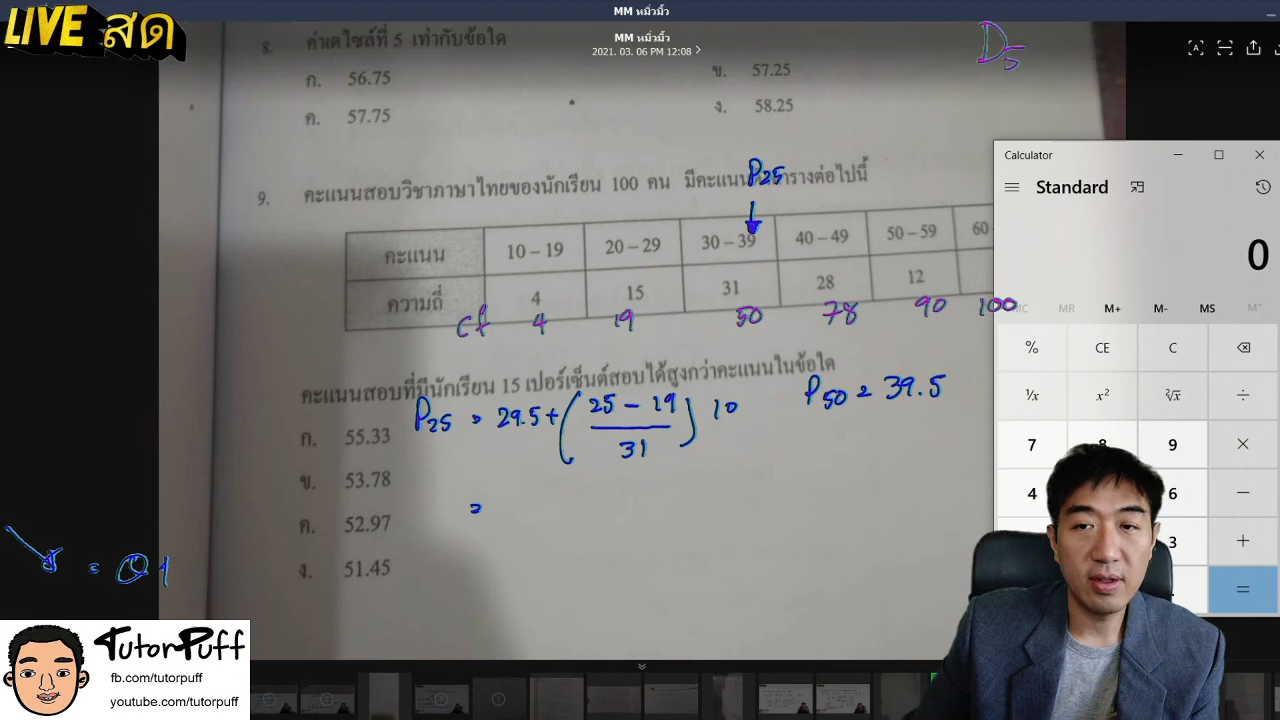 MM หมิ่วมิ้ว
LIVE สด
MM หมิ่วมิ้ว
2021. 03. 06 PM 12:08
D5
8. ค่าเดไซล์ที่ 5 เท่ากับข้อใด
ก. 56.75 ข. 57.25
ค. 57.75 ง. 58.25
Calculator
Standard
0
P25
9. คะแนนสอบวิชาภาษาไทยของนักเรียน 100 คน มีคะแนน ตารางต่อไปนี้
คะแนน 10 – 19 20 – 29 30 – 39 40 – 49 50 – 59 60-
ความถี่ 4 15 31 28 12
cf 4 19 50 78 90 100
MC MR M+ M- MS M
% CE C
1/x x² ²√x ÷
7 8 9 ×
4 6 −
3 +
=
คะแนนสอบที่มีนักเรียน 15 เปอร์เซ็นต์สอบได้สูงกว่าคะแนนในข้อใด
P25 = 29.5 + ( 25 − 19 / 31 ) 10 P50 = 39.5
ก. 55.33
ข. 53.78
=
ค. 52.97
ง. 51.45
= Q1
TutorPuff
fb.com/tutorpuff
youtube.com/tutorpuff